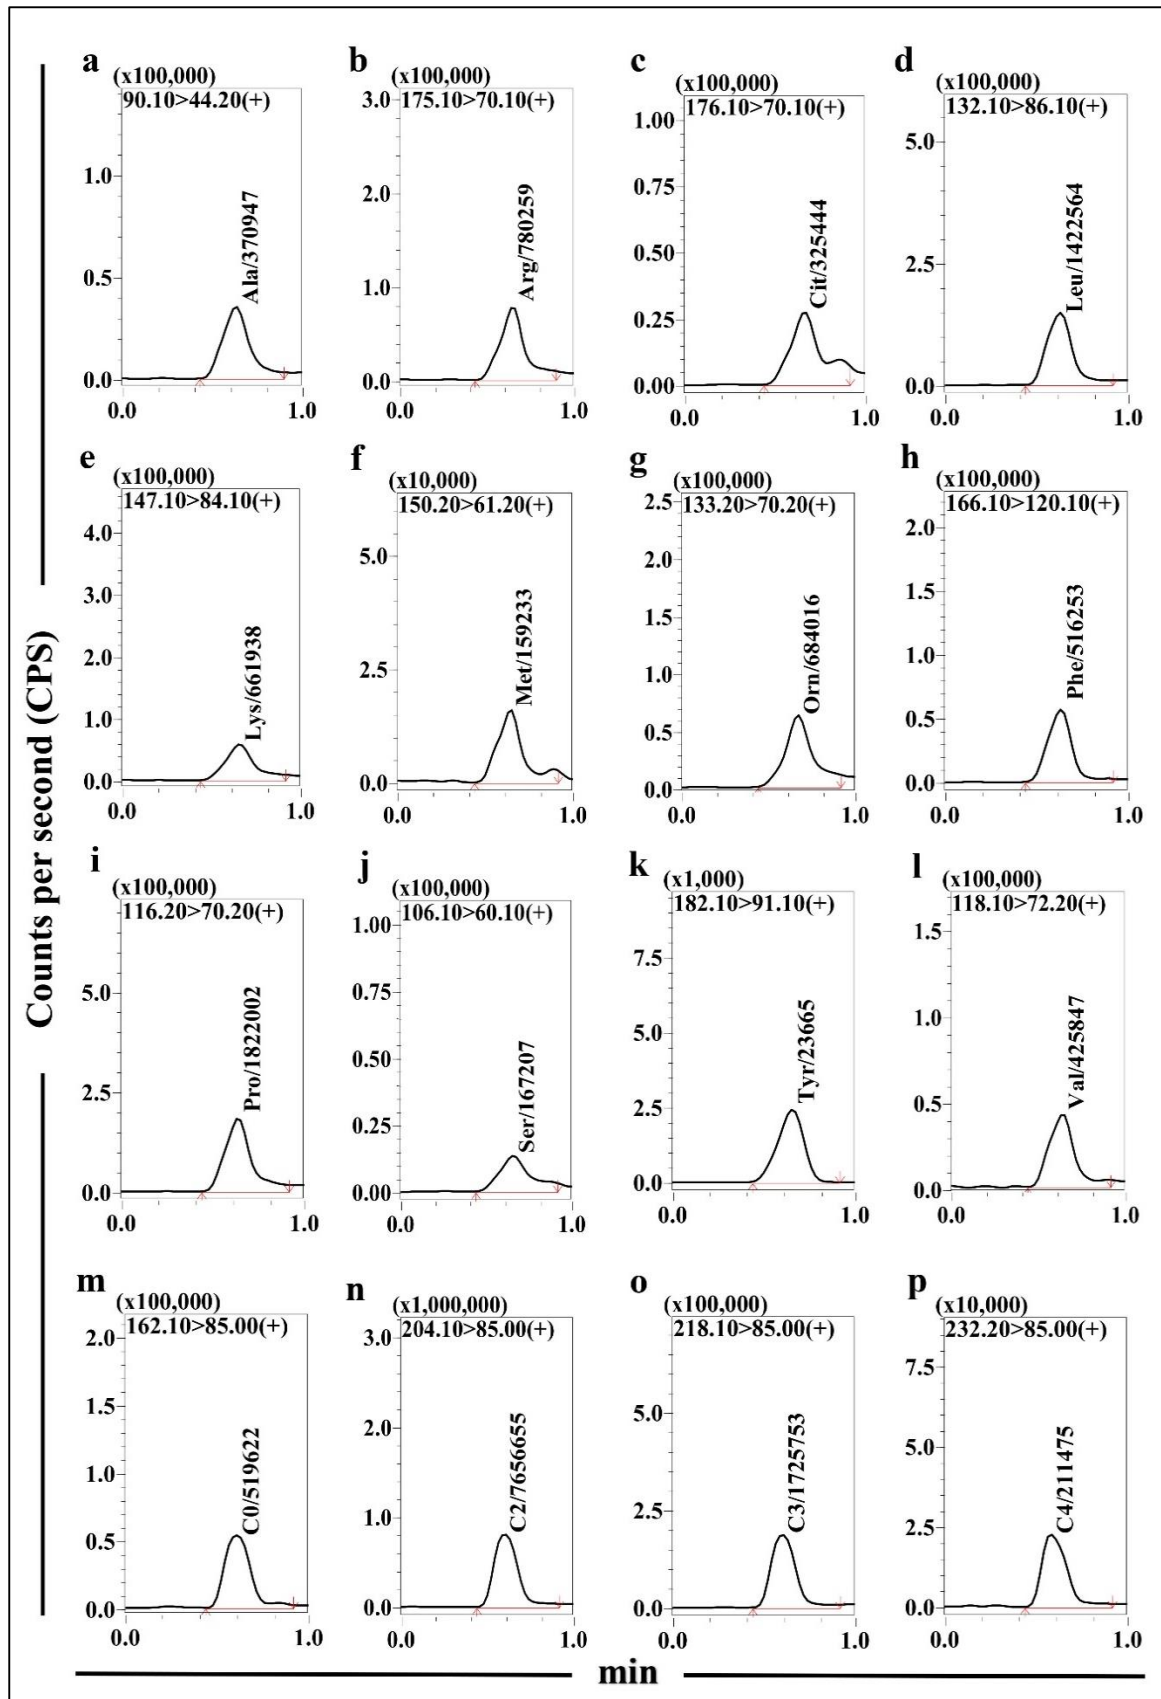 Counts per second (CPS)
a
(x100,000)
90.10>44.20(+)
1.0
0.5
0.0
Ala/370947
0.0
1.0
b
(x100,000)
175.10>70.10(+)
3.0
2.0
1.0
0.0
Arg/780259
0.0
1.0
c
(x100,000)
176.10>70.10(+)
1.00
0.75
0.50
0.25
0.00
Cit/325444
0.0
1.0
d
(x100,000)
132.10>86.10(+)
5.0
2.5
0.0
Leu/1422564
0.0
1.0
e
(x100,000)
147.10>84.10(+)
4.0
3.0
2.0
1.0
0.0
Lys/661938
0.0
1.0
f
(x10,000)
150.20>61.20(+)
5.0
2.5
0.0
Met/159233
0.0
1.0
g
(x100,000)
133.20>70.20(+)
2.5
2.0
1.5
1.0
0.5
0.0
Orn/684016
0.0
1.0
h
(x100,000)
166.10>120.10(+)
2.0
1.5
1.0
0.5
0.0
Phe/516253
0.0
1.0
i
(x100,000)
116.20>70.20(+)
5.0
2.5
0.0
Pro/1822002
0.0
1.0
j
(x100,000)
106.10>60.10(+)
1.00
0.75
0.50
0.25
0.00
Ser/167207
0.0
1.0
k
(x1,000)
182.10>91.10(+)
7.5
5.0
2.5
0.0
Tyr/23665
0.0
1.0
l
(x100,000)
118.10>72.20(+)
1.5
1.0
0.5
0.0
Val/425847
0.0
1.0
m
(x100,000)
162.10>85.00(+)
2.0
1.5
1.0
0.5
0.0
C0/519622
0.0
1.0
n
(x1,000,000)
204.10>85.00(+)
3.0
2.0
1.0
0.0
C2/7656655
0.0
1.0
o
(x100,000)
218.10>85.00(+)
5.0
2.5
0.0
C3/1725753
0.0
1.0
p
(x10,000)
232.20>85.00(+)
7.5
5.0
2.5
0.0
C4/211475
0.0
1.0
min